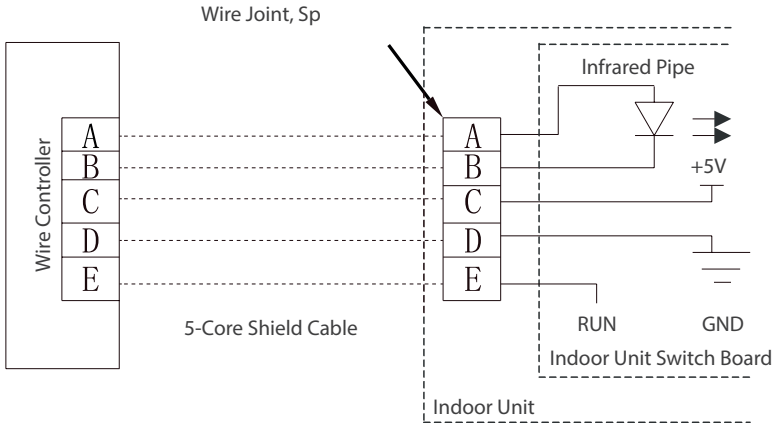 Wire Joint, Sp
Infrared Pipe
Wire Controller
A
A
B
B
+5V
C
C
D
D
E
E
5-Core Shield Cable
RUN
GND
Indoor Unit Switch Board
Indoor Unit